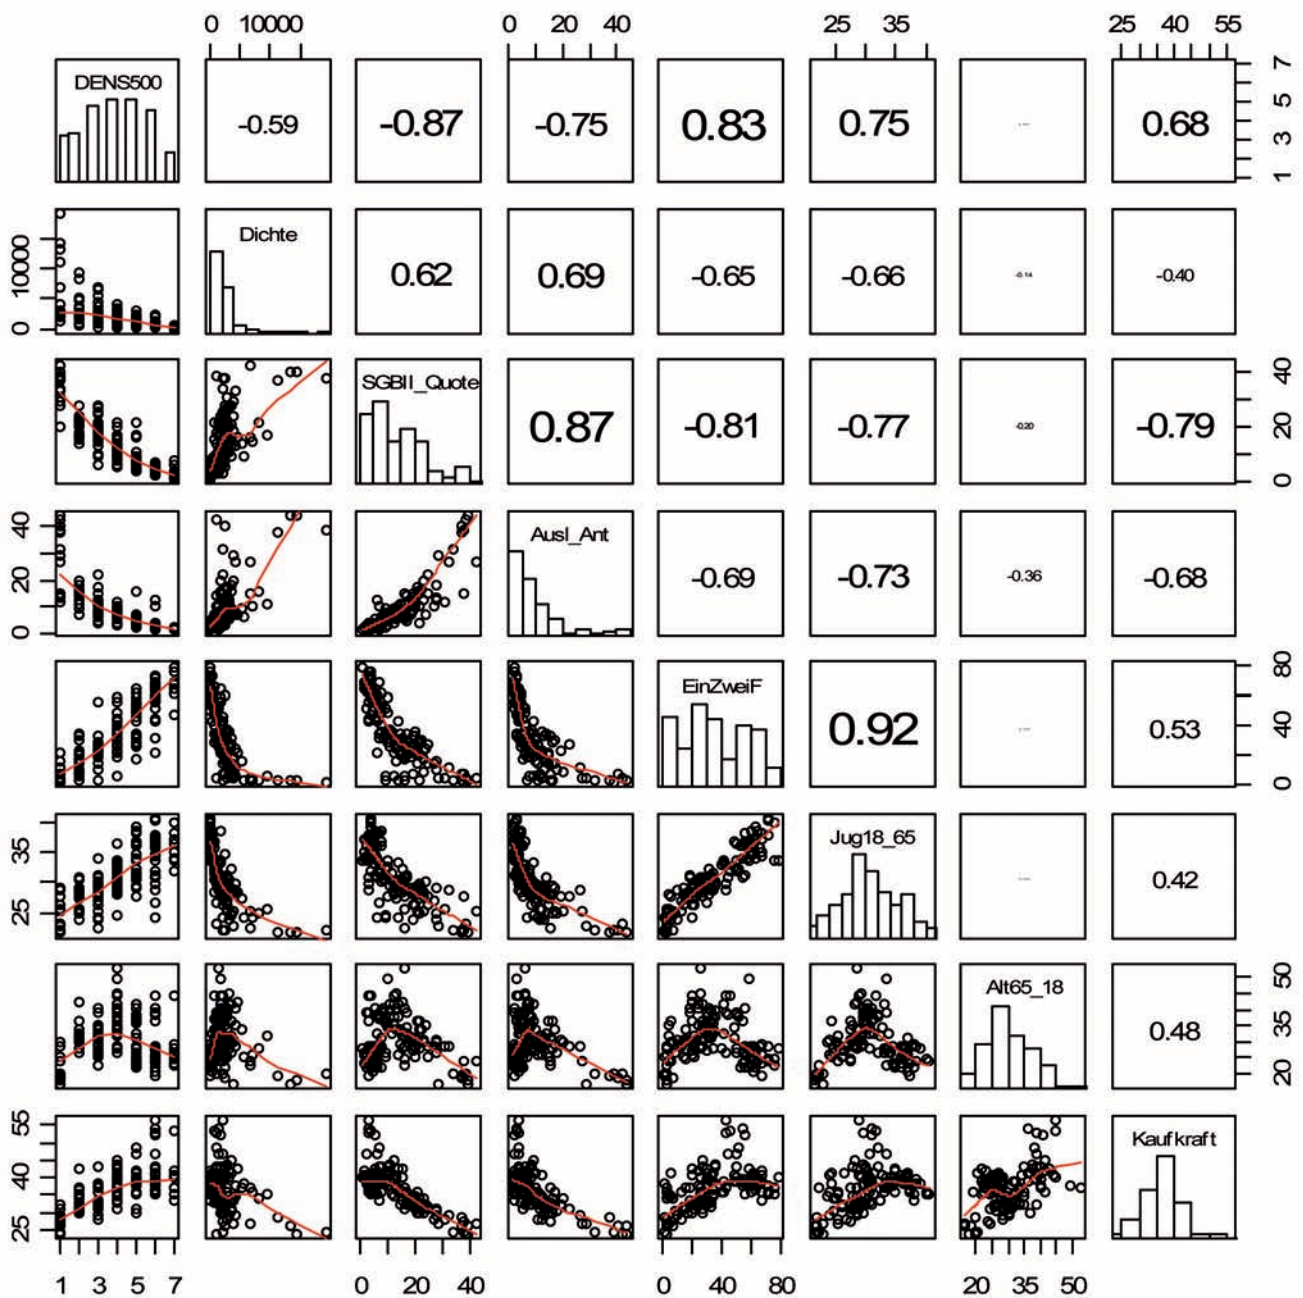 0 10000 0 20 40 25 35 25 40 55
DENS500 -0.59 -0.87 -0.75 0.83 0.75 0.68 1 3 5 7
0 10000 Dichte 0.62 0.69 -0.65 -0.66 -0.14 -0.40
SGBII_Quote 0.87 -0.81 -0.77 -0.20 -0.79 0 20 40
0 20 40 Ausl_Ant -0.69 -0.73 -0.36 -0.68
EinZweiF 0.92 0.53 0 40 80
25 35 Jug18_65 0.42
Alt65_18 0.48 20 35 50
25 40 55 Kaufkraft
1 3 5 7 0 20 40 0 40 80 20 35 50